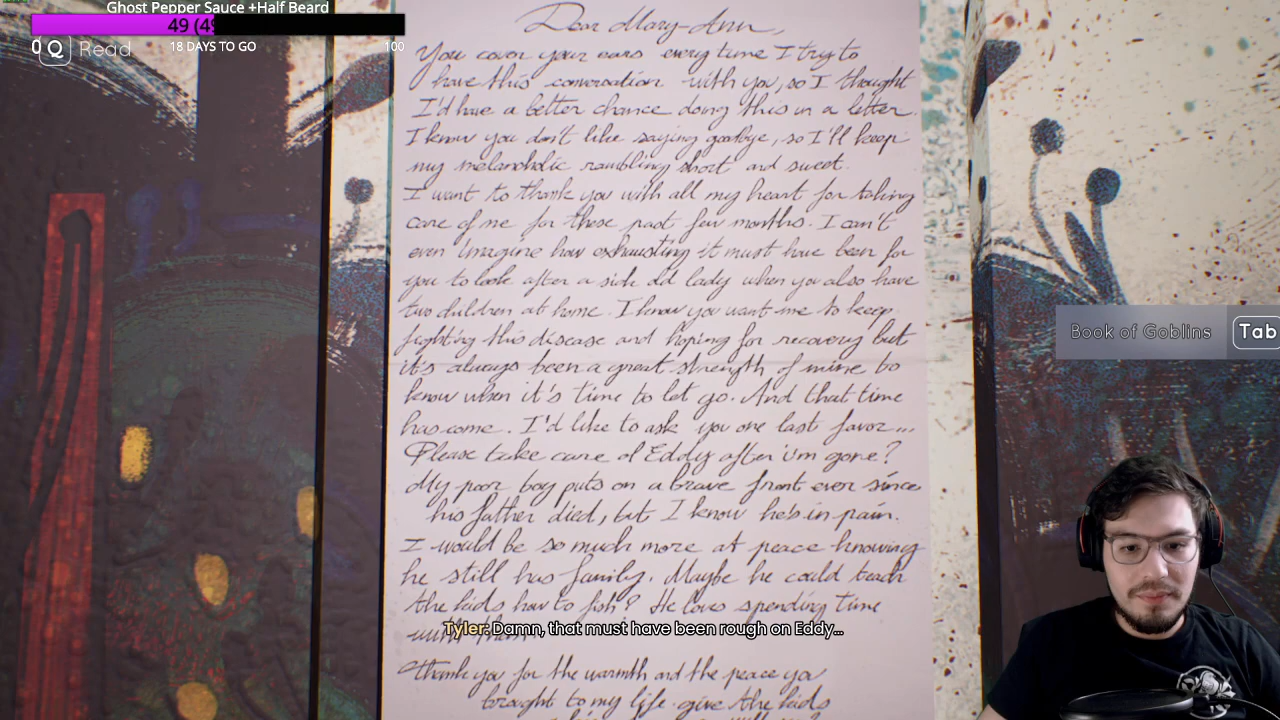 Ghost Pepper Sauce +Half Beard
49 (49
0 Q Read 18 DAYS TO GO 100
Dear Mary-Ann,
You cover your ears every time I try to
have this conversation with you, so I thought
I'd have a better chance doing this in a letter.
I know you don't like saying goodbye, so I'll keep
my melancholic rambling short and sweet.
I want to thank you with all my heart for taking
care of me for these past few months. I can't
even imagine how exhausting it must have been for
you to look after a sick old lady when you also have
two children at home. I know you want me to keep
fighting this disease and hoping for recovery but
it's always been a great strength of mine to
know when it's time to let go. And that time
has come. I'd like to ask you one last favor...
Please take care of Eddy after i'm gone?
My poor boy puts on a brave front ever since
his father died, but I know he's in pain.
I would be so much more at peace knowing
he still has family. Maybe he could teach
the kids how to fish? He loves spending time
with them
Tyler: Damn, that must have been rough on Eddy...
Thank you for the warmth and the peace you
brought to my life. give the kids
Book of Goblins Tab